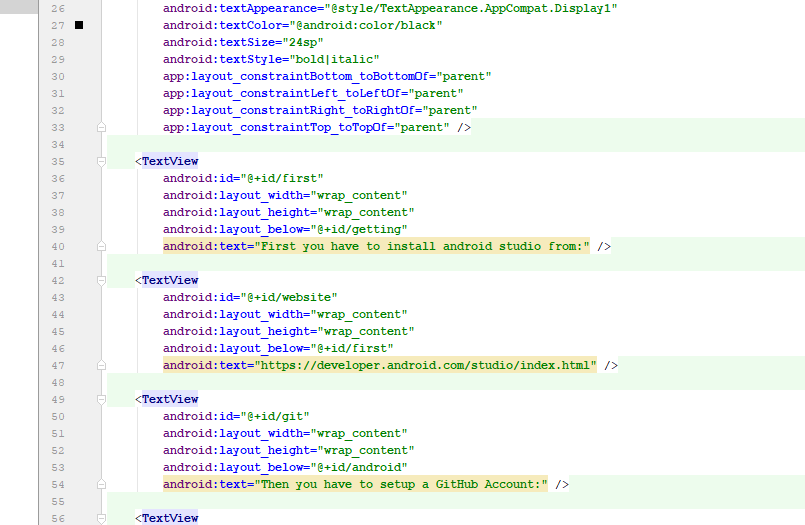 26 android:textAppearance="@style/TextAppearance.AppCompat.Display1"
27 android:textColor="@android:color/black"
28 android:textSize="24sp"
29 android:textStyle="bold|italic"
30 app:layout_constraintBottom_toBottomOf="parent"
31 app:layout_constraintLeft_toLeftOf="parent"
32 app:layout_constraintRight_toRightOf="parent"
33 app:layout_constraintTop_toTopOf="parent" />
34
35 <TextView
36 android:id="@+id/first"
37 android:layout_width="wrap_content"
38 android:layout_height="wrap_content"
39 android:layout_below="@+id/getting"
40 android:text="First you have to install android studio from:" />
41
42 <TextView
43 android:id="@+id/website"
44 android:layout_width="wrap_content"
45 android:layout_height="wrap_content"
46 android:layout_below="@+id/first"
47 android:text="https://developer.android.com/studio/index.html" />
48
49 <TextView
50 android:id="@+id/git"
51 android:layout_width="wrap_content"
52 android:layout_height="wrap_content"
53 android:layout_below="@+id/android"
54 android:text="Then you have to setup a GitHub Account:" />
55
56 <TextView